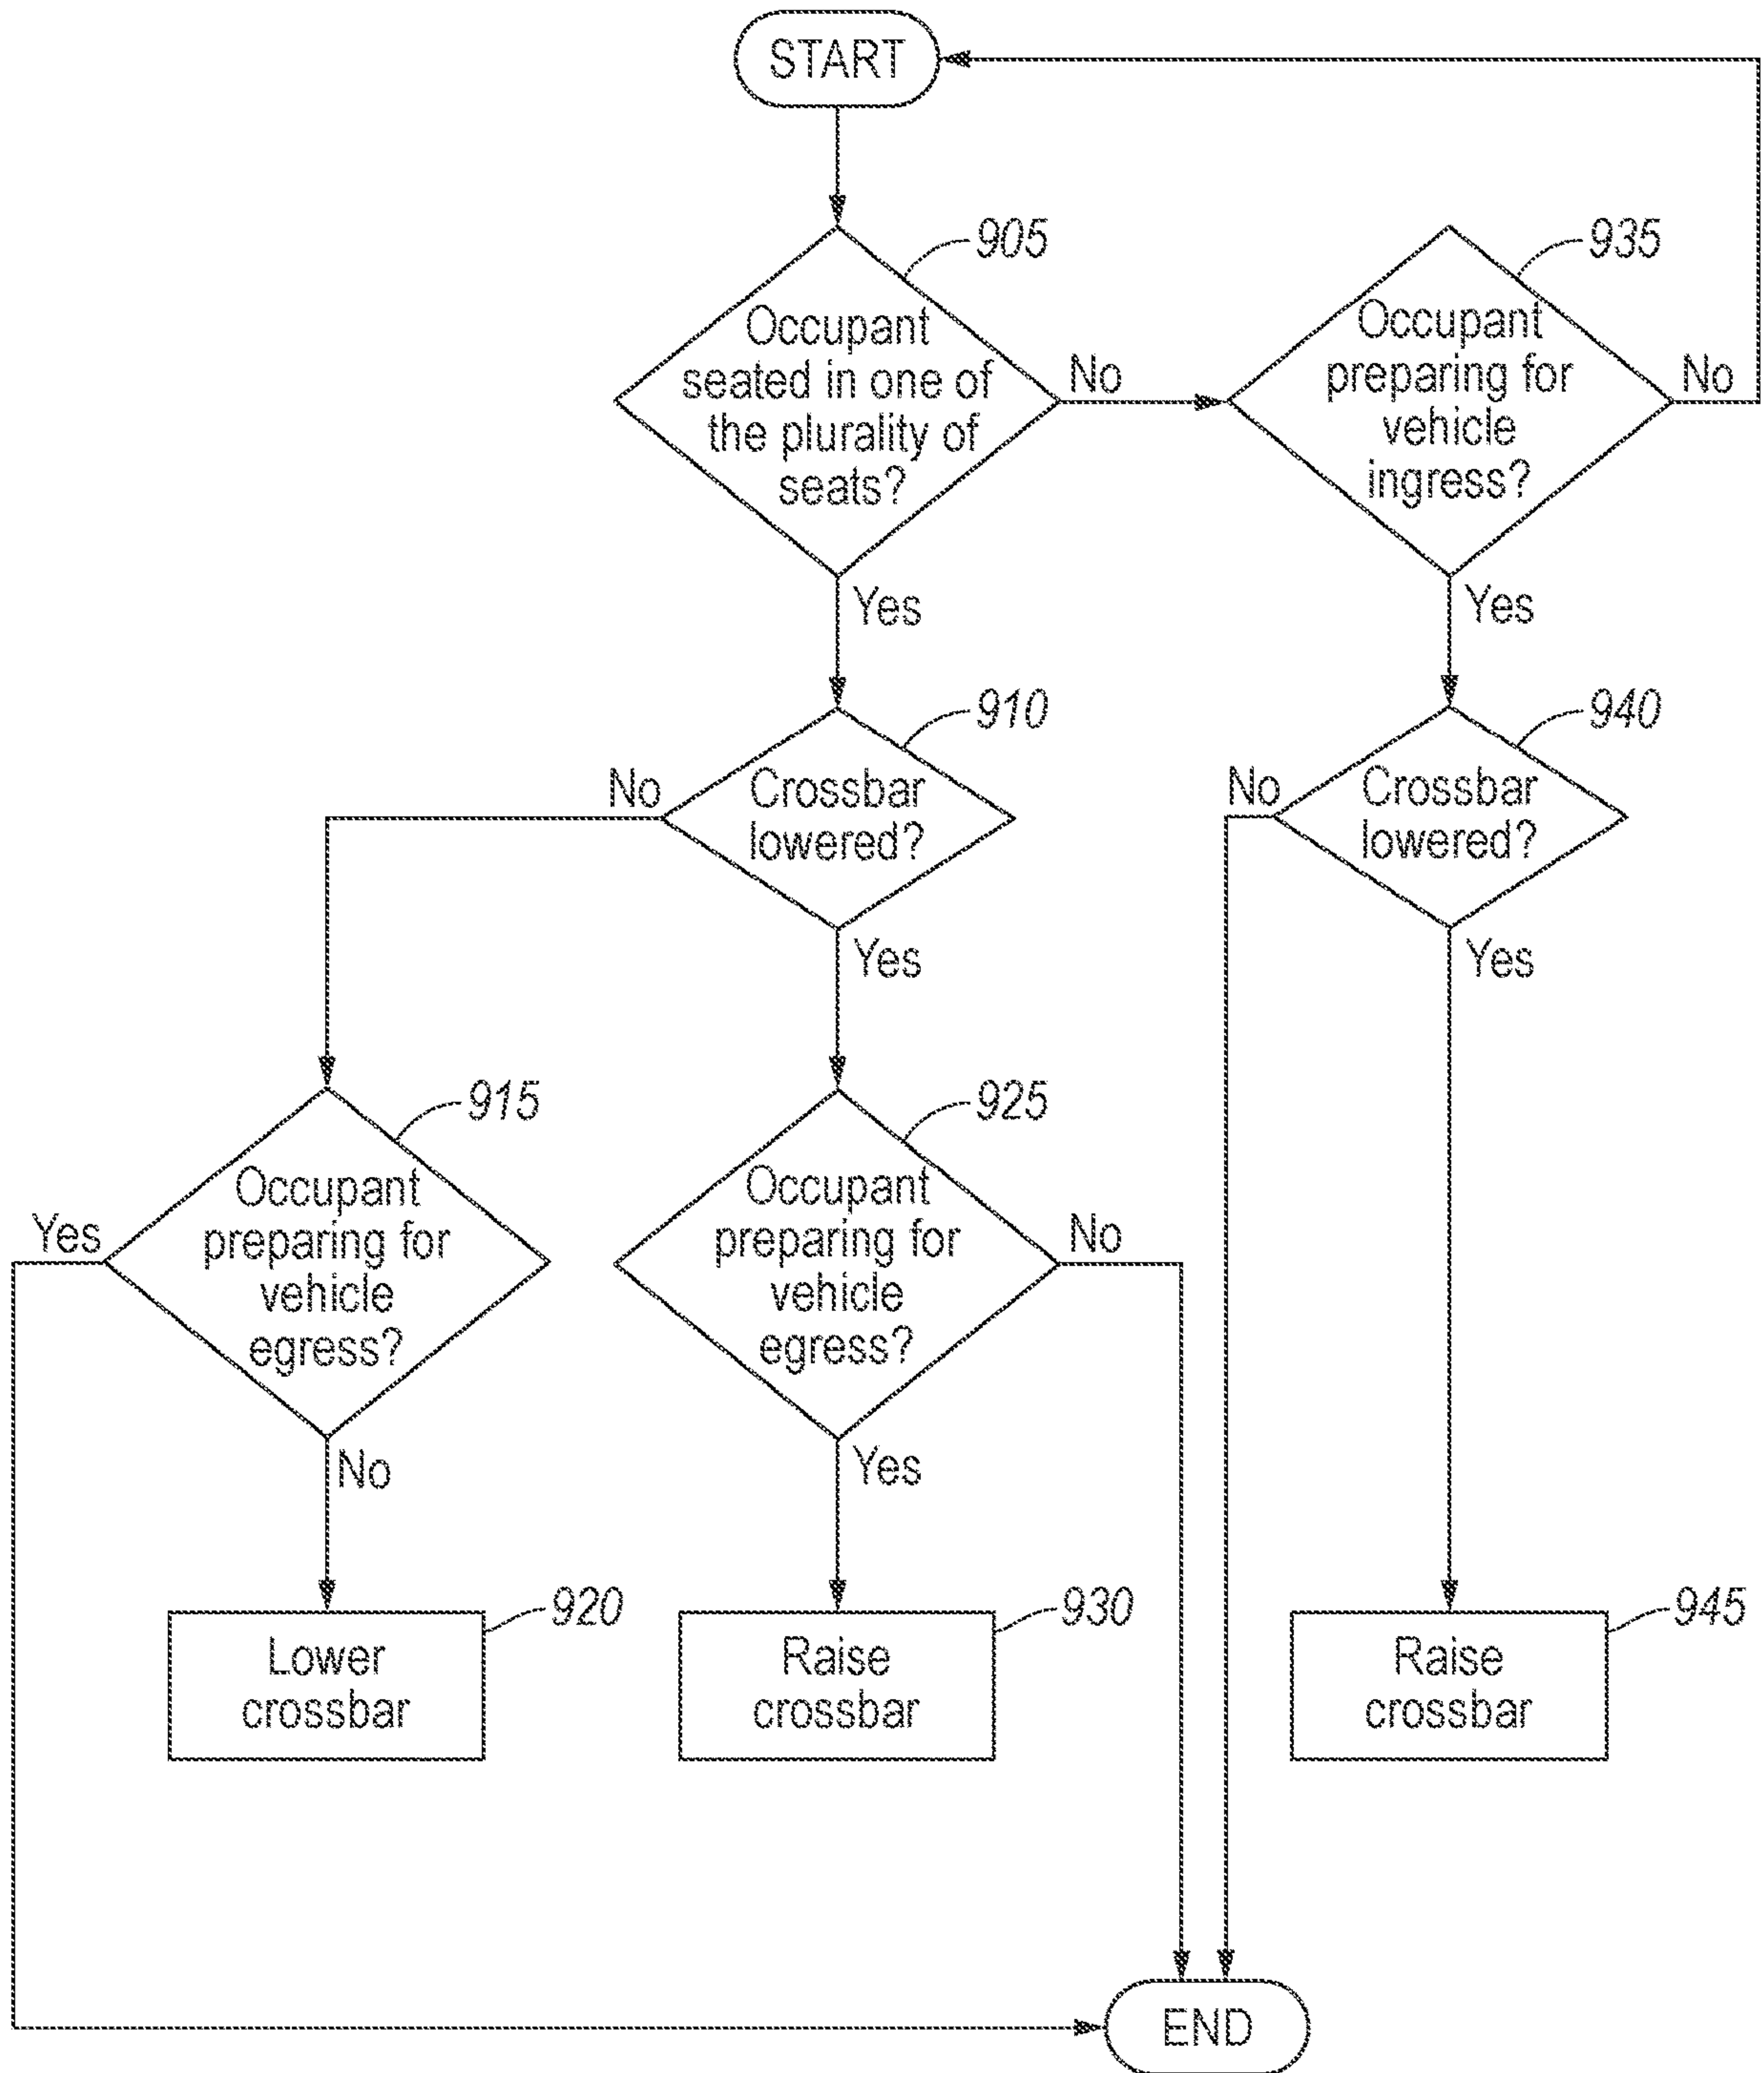 START
905
Occupant
seated in one of
the plurality of
seats?
No
935
Occupant
preparing for
vehicle
ingress?
No
Yes
Yes
910
No
Crossbar
lowered?
Yes
940
No
Crossbar
lowered?
Yes
915
Yes
Occupant
preparing for
vehicle
egress?
No
925
Occupant
preparing for
vehicle
egress?
No
Yes
920
Lower
crossbar
930
Raise
crossbar
945
Raise
crossbar
END